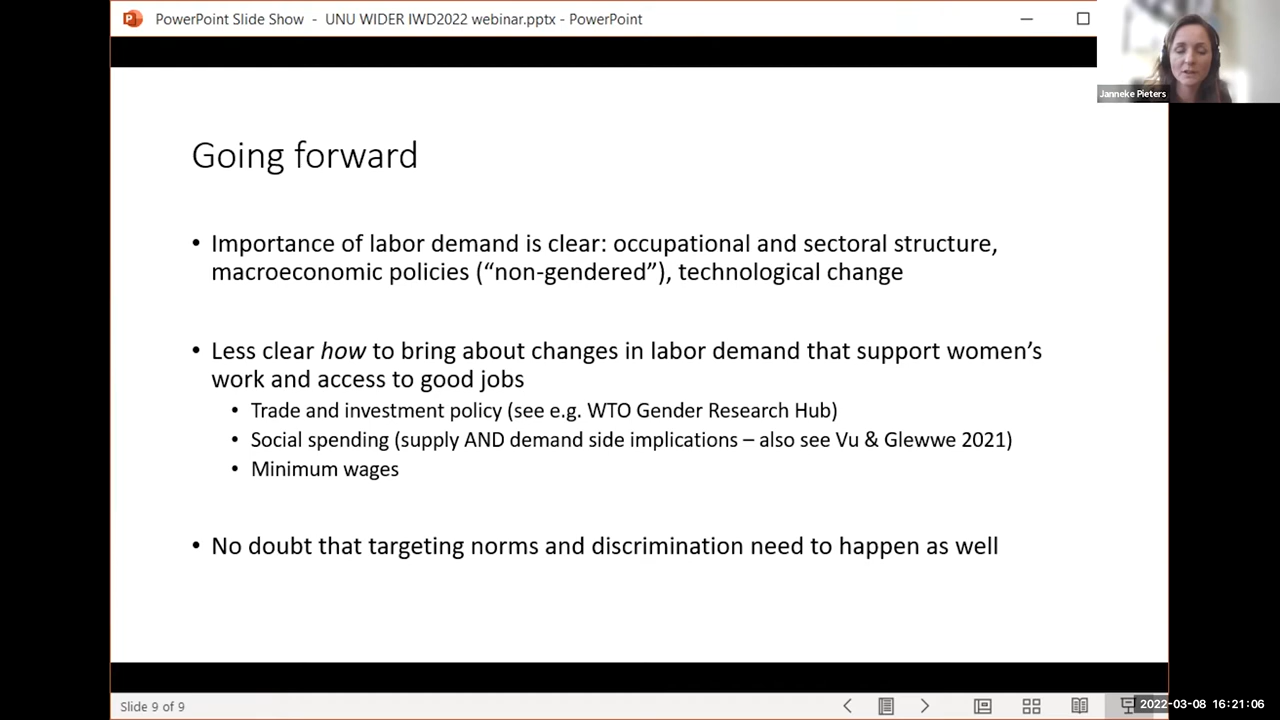 PowerPoint Slide Show - UNU WIDER IWD2022 webinar.pptx - PowerPoint
Janneke Pieters
Going forward
• Importance of labor demand is clear: occupational and sectoral structure,
macroeconomic policies (“non-gendered”), technological change
• Less clear how to bring about changes in labor demand that support women’s
work and access to good jobs
• Trade and investment policy (see e.g. WTO Gender Research Hub)
• Social spending (supply AND demand side implications – also see Vu & Glewwe 2021)
• Minimum wages
• No doubt that targeting norms and discrimination need to happen as well
Slide 9 of 9
2022-03-08 16:21:06